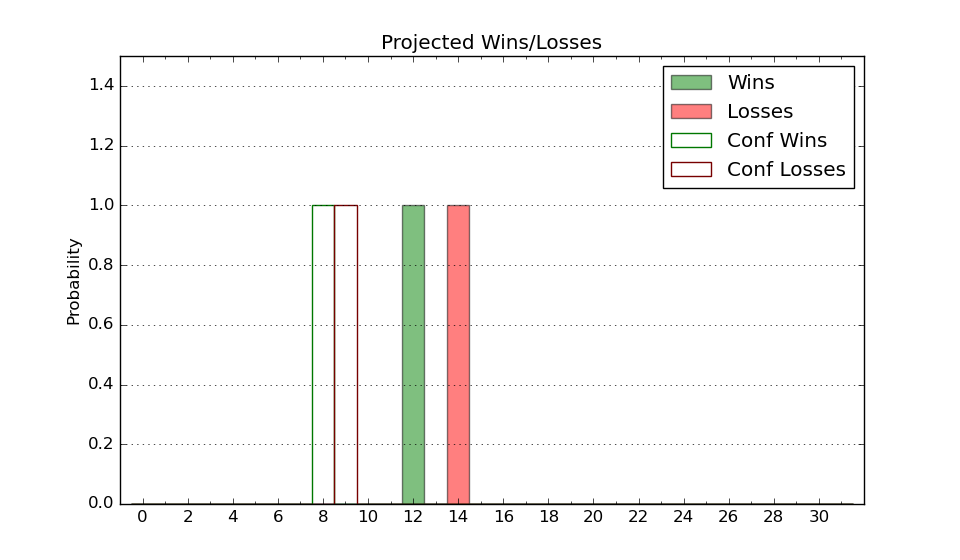 Projected Wins/Losses
Wins
Losses
Conf Wins
Conf Losses
Probability
1.4
1.2
1.0
0.8
0.6
0.4
0.2
0.0
0 2 4 6 8 10 12 14 16 18 20 22 24 26 28 30